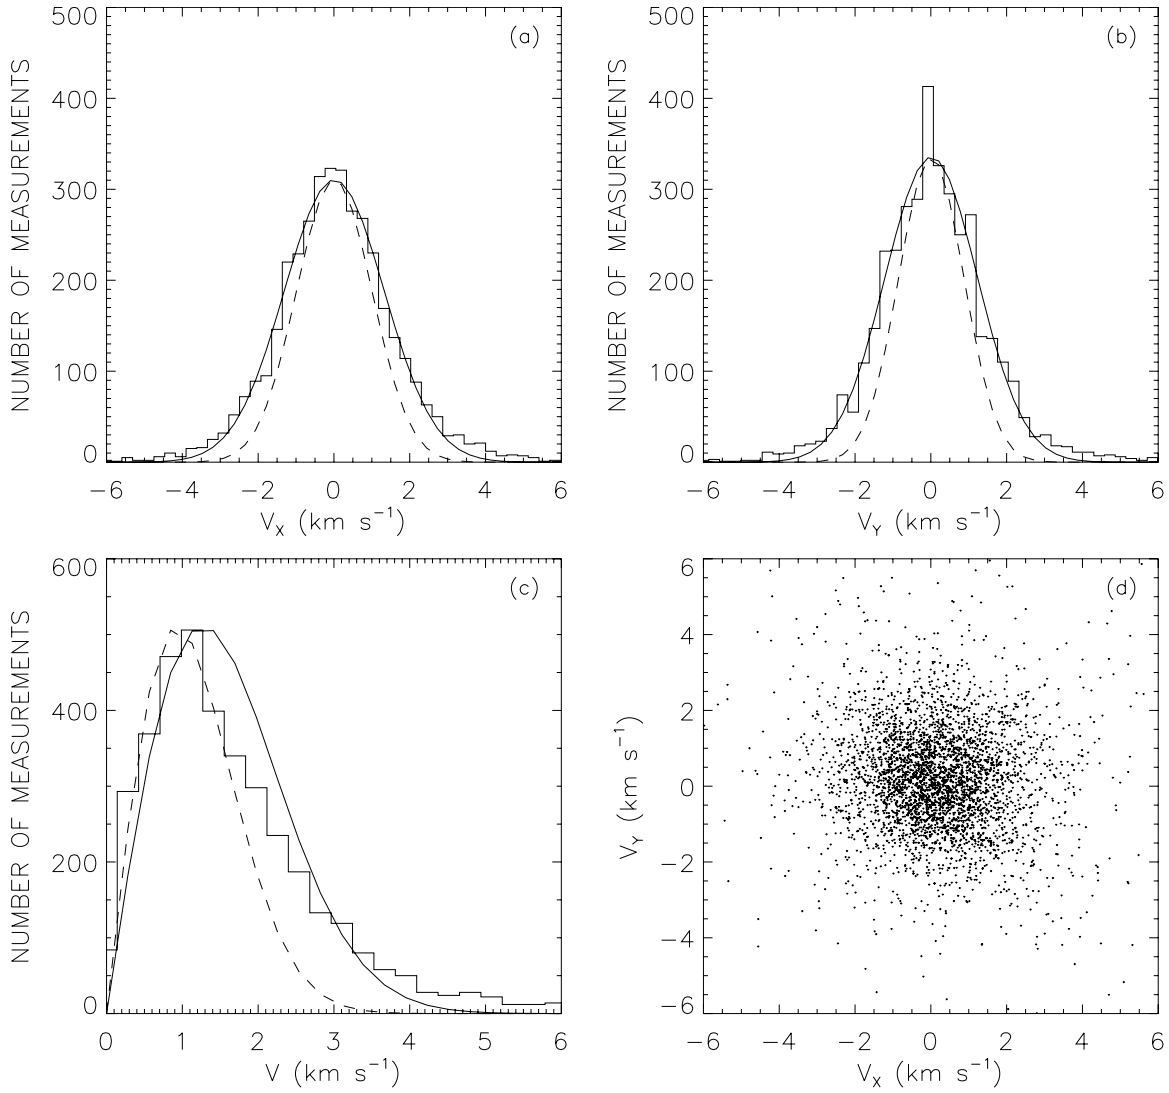 (a)
500
400
300
200
100
0
NUMBER OF MEASUREMENTS
−6 −4 −2 0 2 4 6
V_X (km s⁻¹)
(b)
500
400
300
200
100
0
NUMBER OF MEASUREMENTS
−6 −4 −2 0 2 4 6
V_Y (km s⁻¹)
(c)
600
400
200
0
NUMBER OF MEASUREMENTS
0 1 2 3 4 5 6
V (km s⁻¹)
(d)
6
4
2
0
−2
−4
−6
V_Y (km s⁻¹)
−6 −4 −2 0 2 4 6
V_X (km s⁻¹)